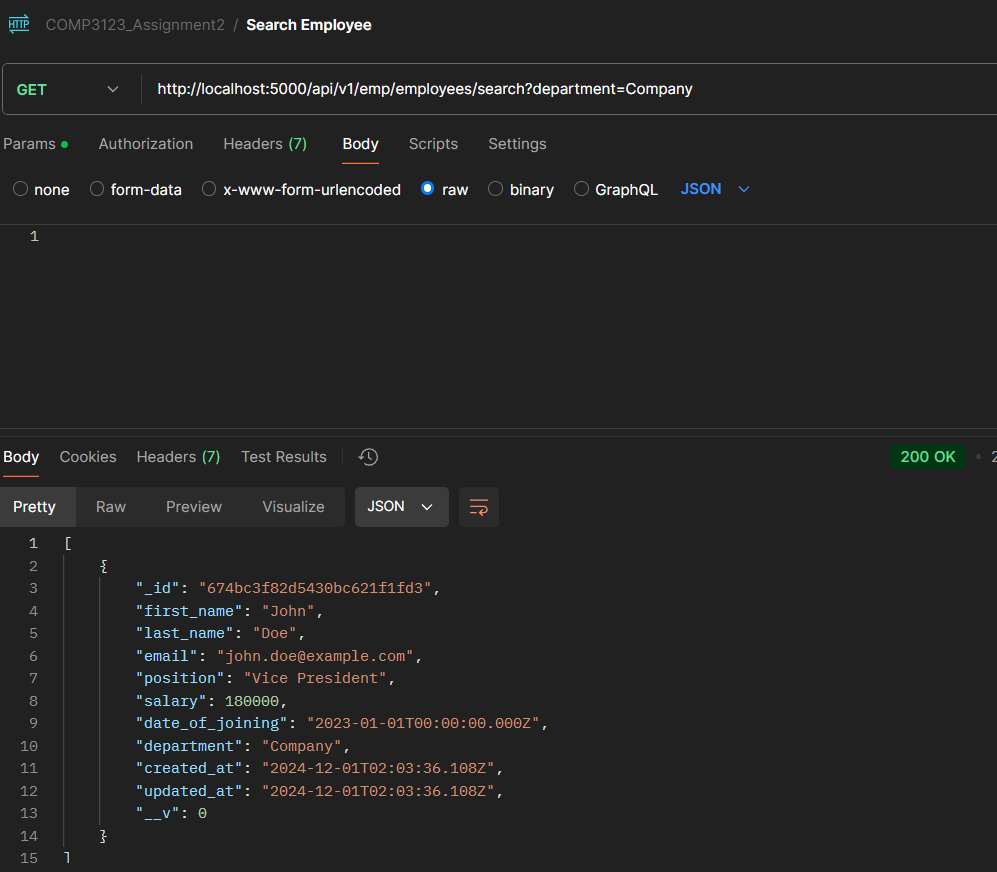 HTTP COMP3123_Assignment2 / Search Employee
GET http://localhost:5000/api/v1/emp/employees/search?department=Company
Params Authorization Headers (7) Body Scripts Settings
none form-data x-www-form-urlencoded raw binary GraphQL JSON
1
Body Cookies Headers (7) Test Results 200 OK
Pretty Raw Preview Visualize JSON
1 [
2 {
3 "_id": "674bc3f82d5430bc621f1fd3",
4 "first_name": "John",
5 "last_name": "Doe",
6 "email": "john.doe@example.com",
7 "position": "Vice President",
8 "salary": 180000,
9 "date_of_joining": "2023-01-01T00:00:00.000Z",
10 "department": "Company",
11 "created_at": "2024-12-01T02:03:36.108Z",
12 "updated_at": "2024-12-01T02:03:36.108Z",
13 "__v": 0
14 }
15 ]